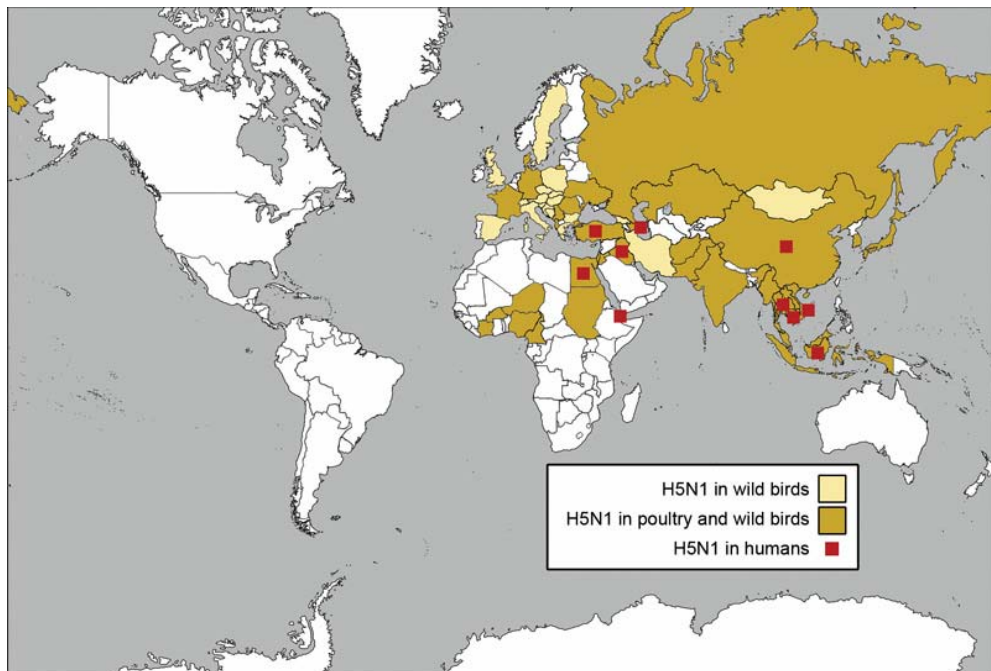 H5N1 in wild birds
H5N1 in poultry and wild birds
H5N1 in humans